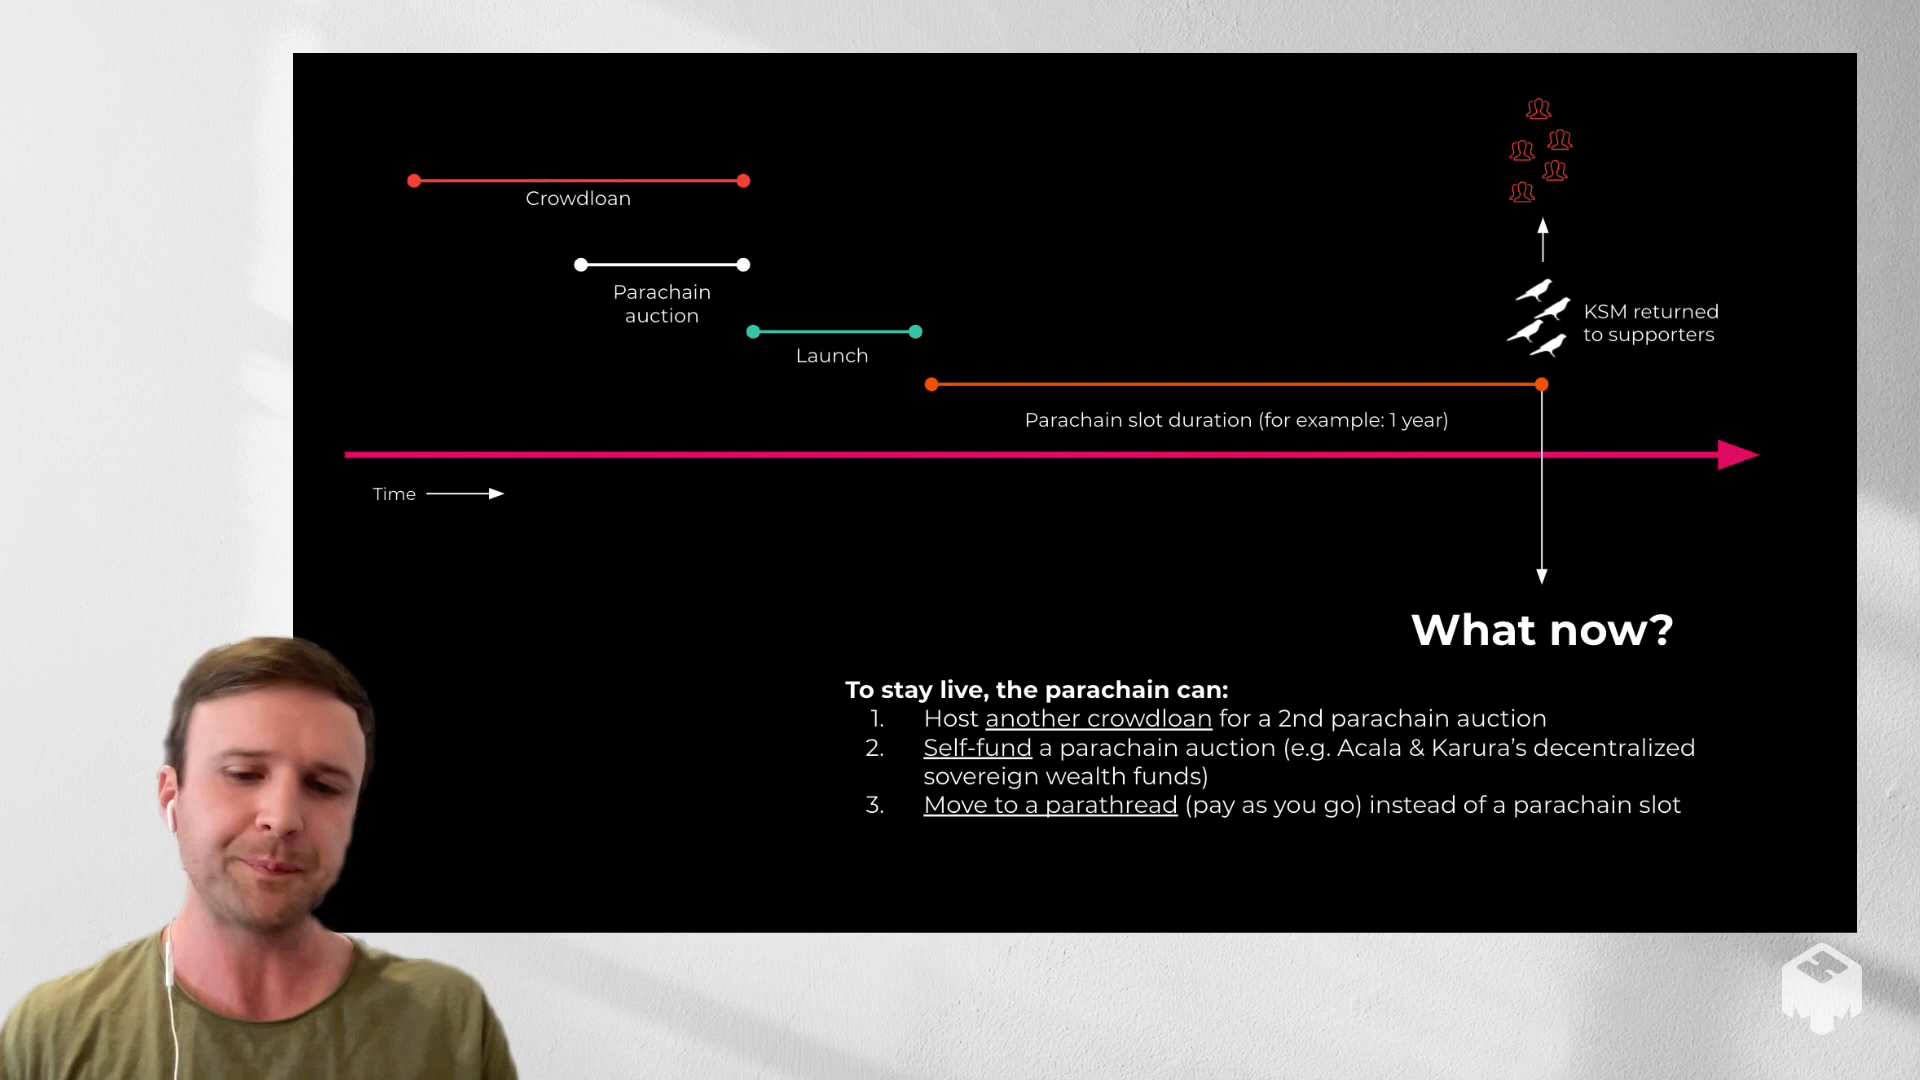 Crowdloan
Parachain
auction
Launch
KSM returned
to supporters
Parachain slot duration (for example: 1 year)
Time
What now?
To stay live, the parachain can:
1. Host another crowdloan for a 2nd parachain auction
2. Self-fund a parachain auction (e.g. Acala & Karura’s decentralized
sovereign wealth funds)
3. Move to a parathread (pay as you go) instead of a parachain slot